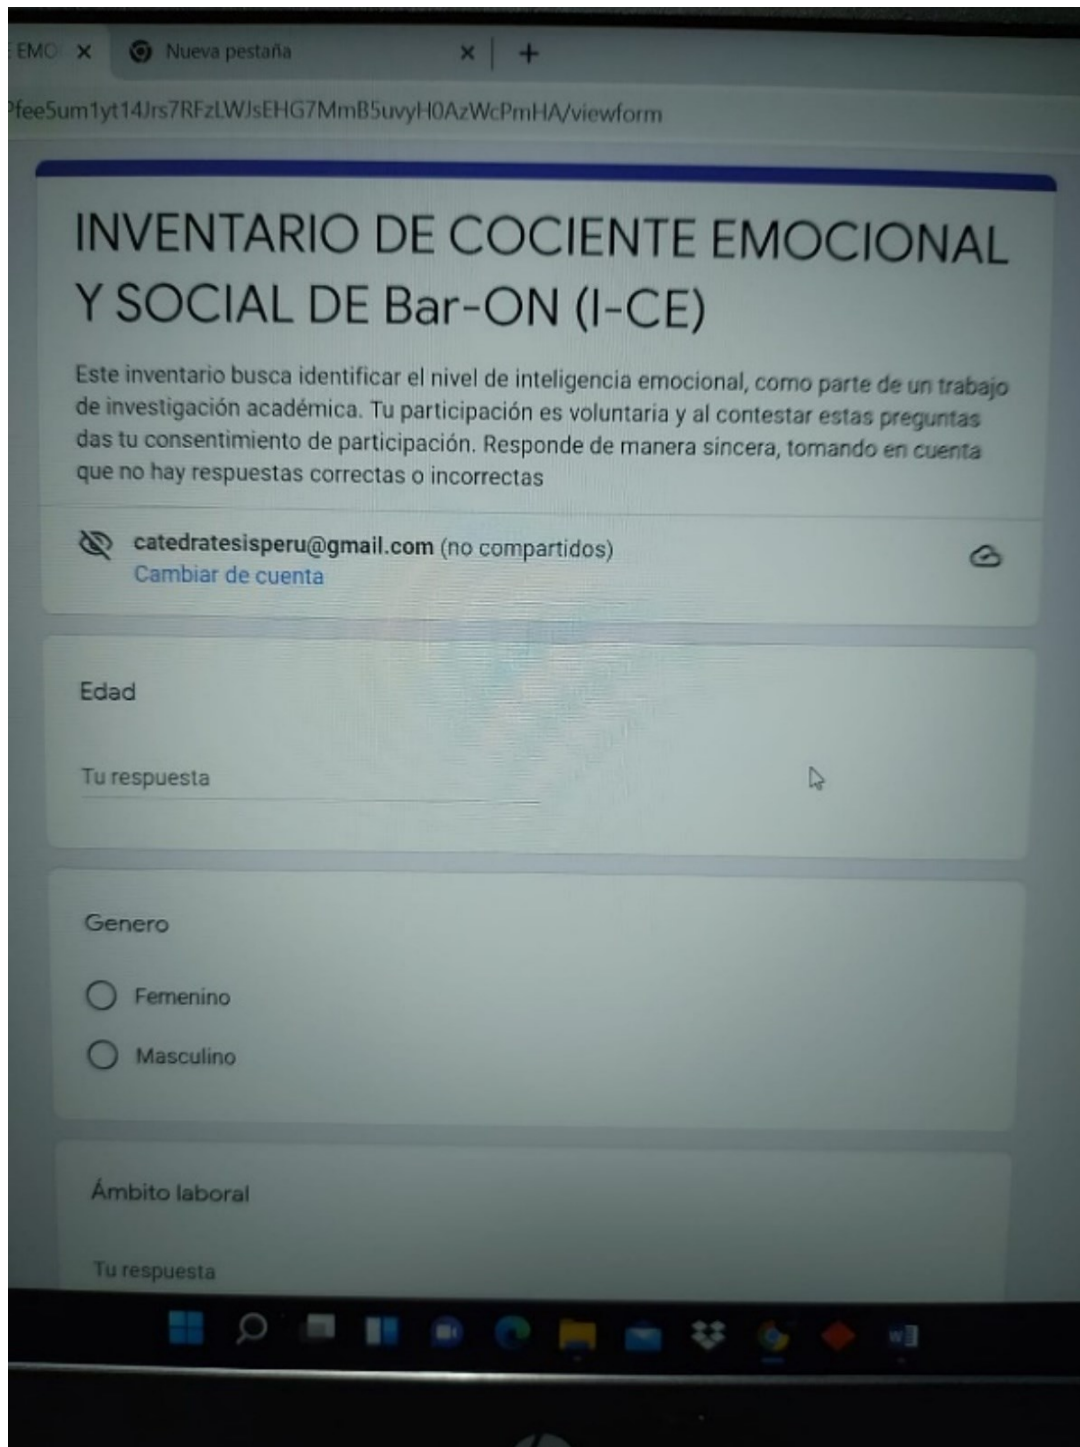 EMO
Nueva pestaña
Pfee5um1yt14Jrs7RFzLWJsEHG7MmB5uvyH0AzWcPmHA/viewform
INVENTARIO DE COCIENTE EMOCIONAL
Y SOCIAL DE Bar-ON (I-CE)
Este inventario busca identificar el nivel de inteligencia emocional, como parte de un trabajo
de investigación académica. Tu participación es voluntaria y al contestar estas preguntas
das tu consentimiento de participación. Responde de manera sincera, tomando en cuenta
que no hay respuestas correctas o incorrectas
catedratesisperu@gmail.com (no compartidos)
Cambiar de cuenta
Edad
Tu respuesta
Genero
Femenino
Masculino
Ámbito laboral
Tu respuesta